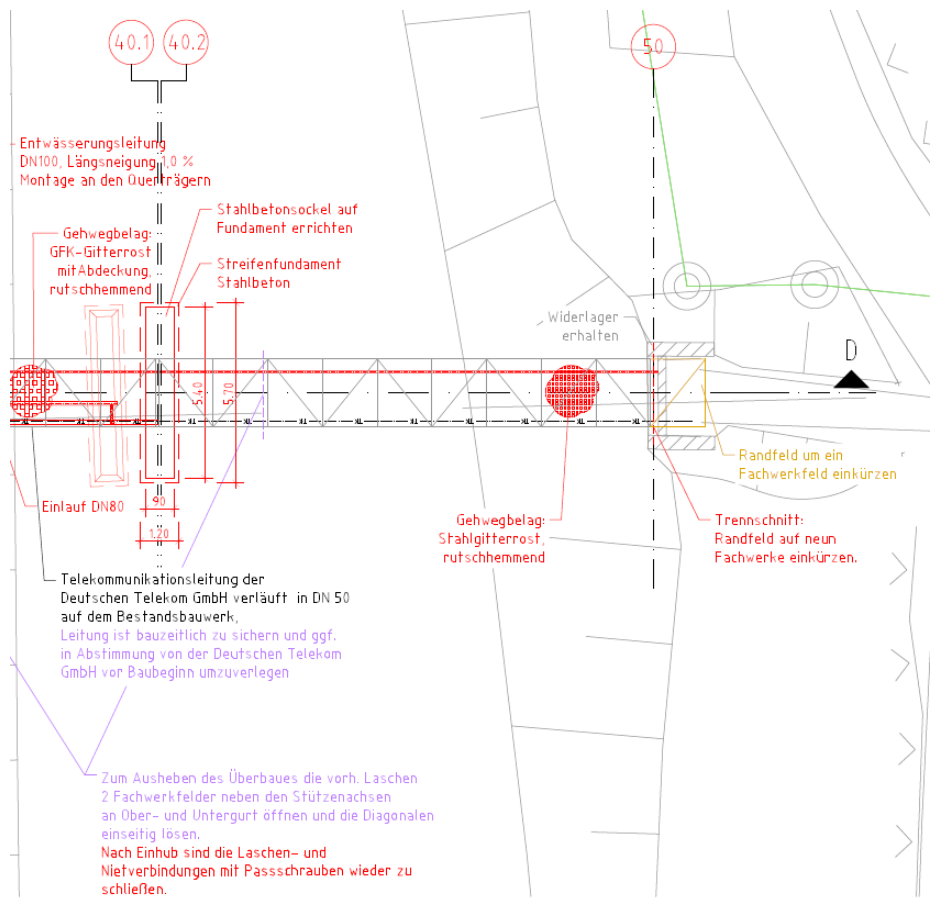 40.1
40.2
50
Entwässerungsleitung
DN100, Längsneigung 1,0 %
Montage an den Querträgern
Stahlbetonsockel auf
Fundament errichten
Gehwegbelag:
GFK-Gitterrost
mit Abdeckung,
rutschhemmend
Streifenfundament
Stahlbeton
Widerlager
erhalten
D
5.40
5.70
Randfeld um ein
Fachwerkfeld einkürzen
Einlauf DN80
90
1.20
Gehwegbelag:
Stahlgitterrost,
rutschhemmend
Trennschnitt:
Randfeld auf neun
Fachwerke einkürzen.
Telekommunikationsleitung der
Deutschen Telekom GmbH verläuft in DN 50
auf dem Bestandsbauwerk,
Leitung ist bauzeitlich zu sichern und ggf.
in Abstimmung von der Deutschen Telekom
GmbH vor Baubeginn umzuverlegen
Zum Ausheben des Überbaues die vorh. Laschen
2 Fachwerkfelder neben den Stützenachsen
an Ober- und Untergurt öffnen und die Diagonalen
einseitig lösen.
Nach Einhub sind die Laschen- und
Nietverbindungen mit Passschrauben wieder zu
schließen.